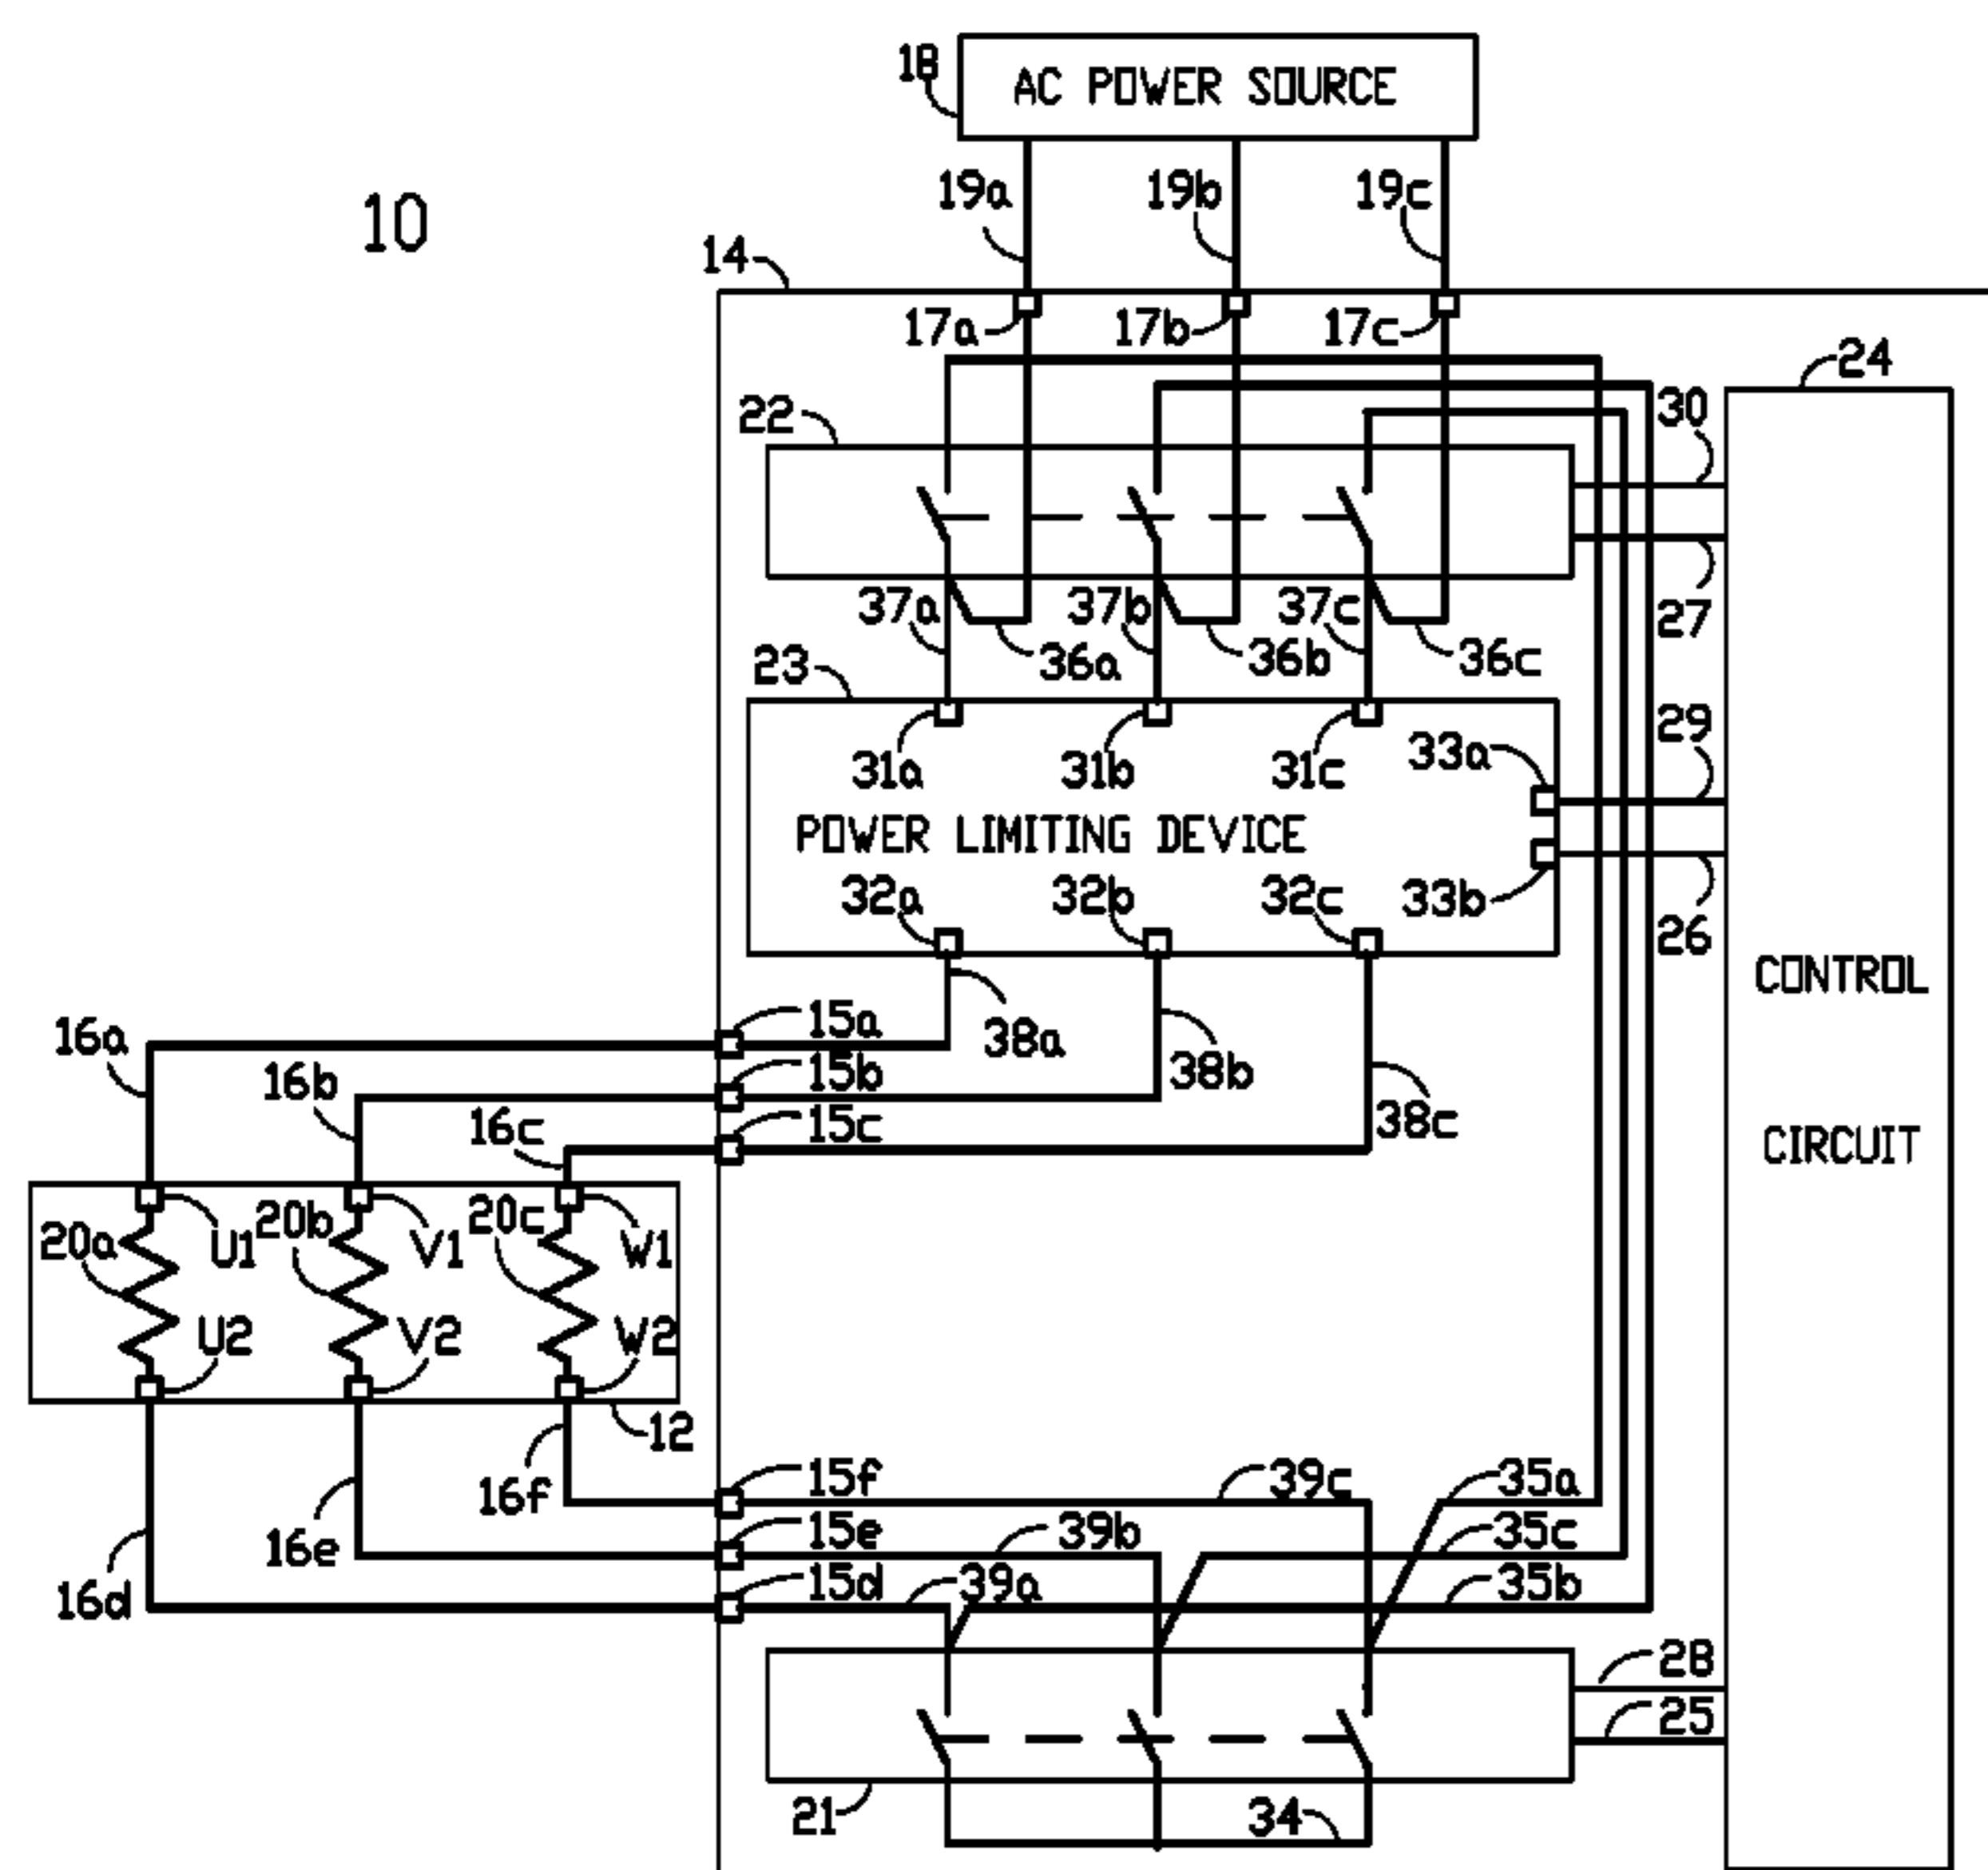 18
AC POWER SOURCE
19a
19b
19c
10
14
17a
17b
17c
24
22
30
27
37a
37b
37c
36a
36b
36c
23
29
31a
31b
31c
33a
POWER LIMITING DEVICE
32a
32b
32c
33b
26
CONTROL
CIRCUIT
16a
15a
38a
16b
15b
38b
16c
15c
38c
20a
U1
20b
V1
20c
W1
U2
V2
W2
12
16f
15f
39c
35a
16e
15e
39b
35c
16d
15d
39a
35b
28
25
21
34